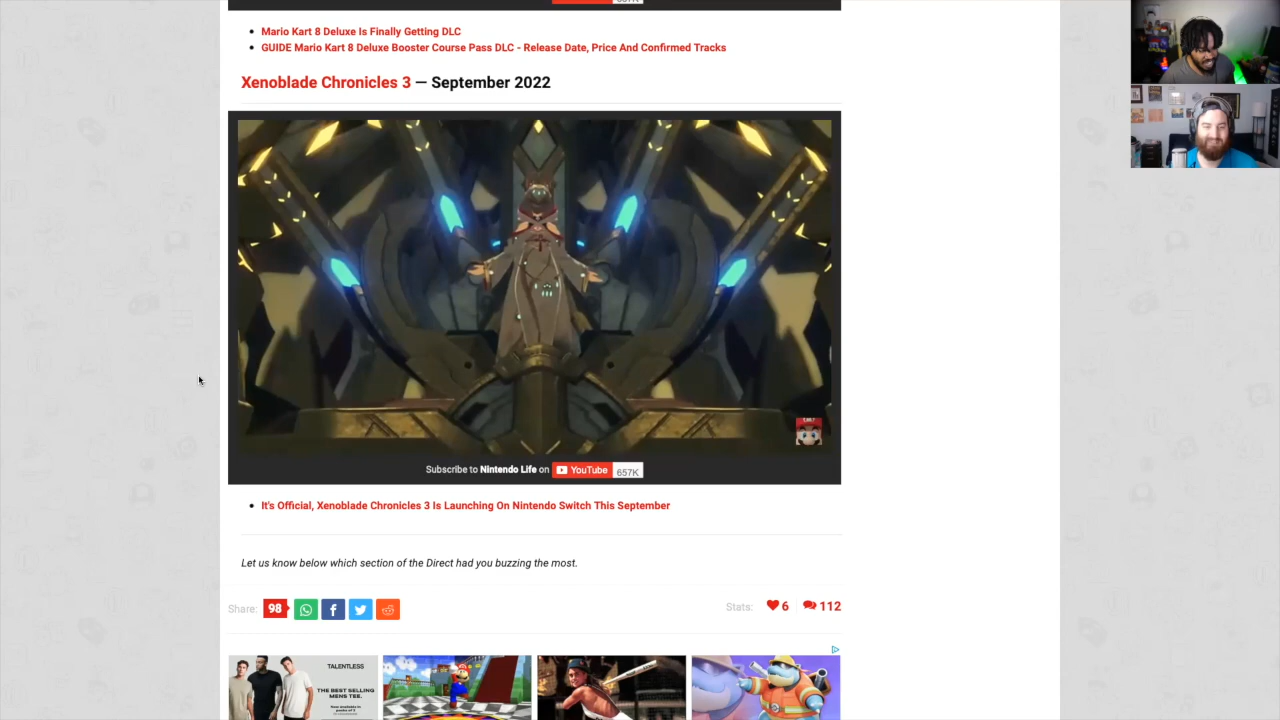 Mario Kart 8 Deluxe Is Finally Getting DLC
GUIDE Mario Kart 8 Deluxe Booster Course Pass DLC - Release Date, Price And Confirmed Tracks
Xenoblade Chronicles 3 — September 2022
Subscribe to Nintendo Life on YouTube 657K
It's Official, Xenoblade Chronicles 3 Is Launching On Nintendo Switch This September
Let us know below which section of the Direct had you buzzing the most.
Share: 98
Stats: 6 112
TALENTLESS
THE BEST SELLING
MENS TEE.